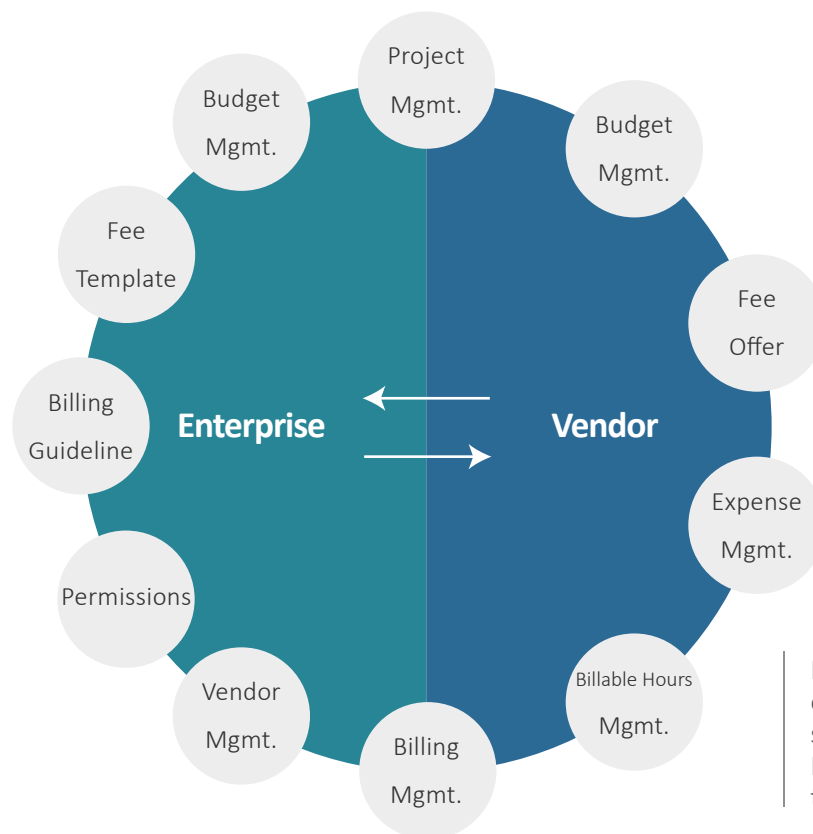 Project
Mgmt.
Budget
Mgmt.
Budget
Mgmt.
Fee
Template
Fee
Offer
Billing
Guideline
Enterprise
Vendor
Expense
Mgmt.
Permissions
Billable Hours
Mgmt.
Vendor
Mgmt.
Billing
Mgmt.